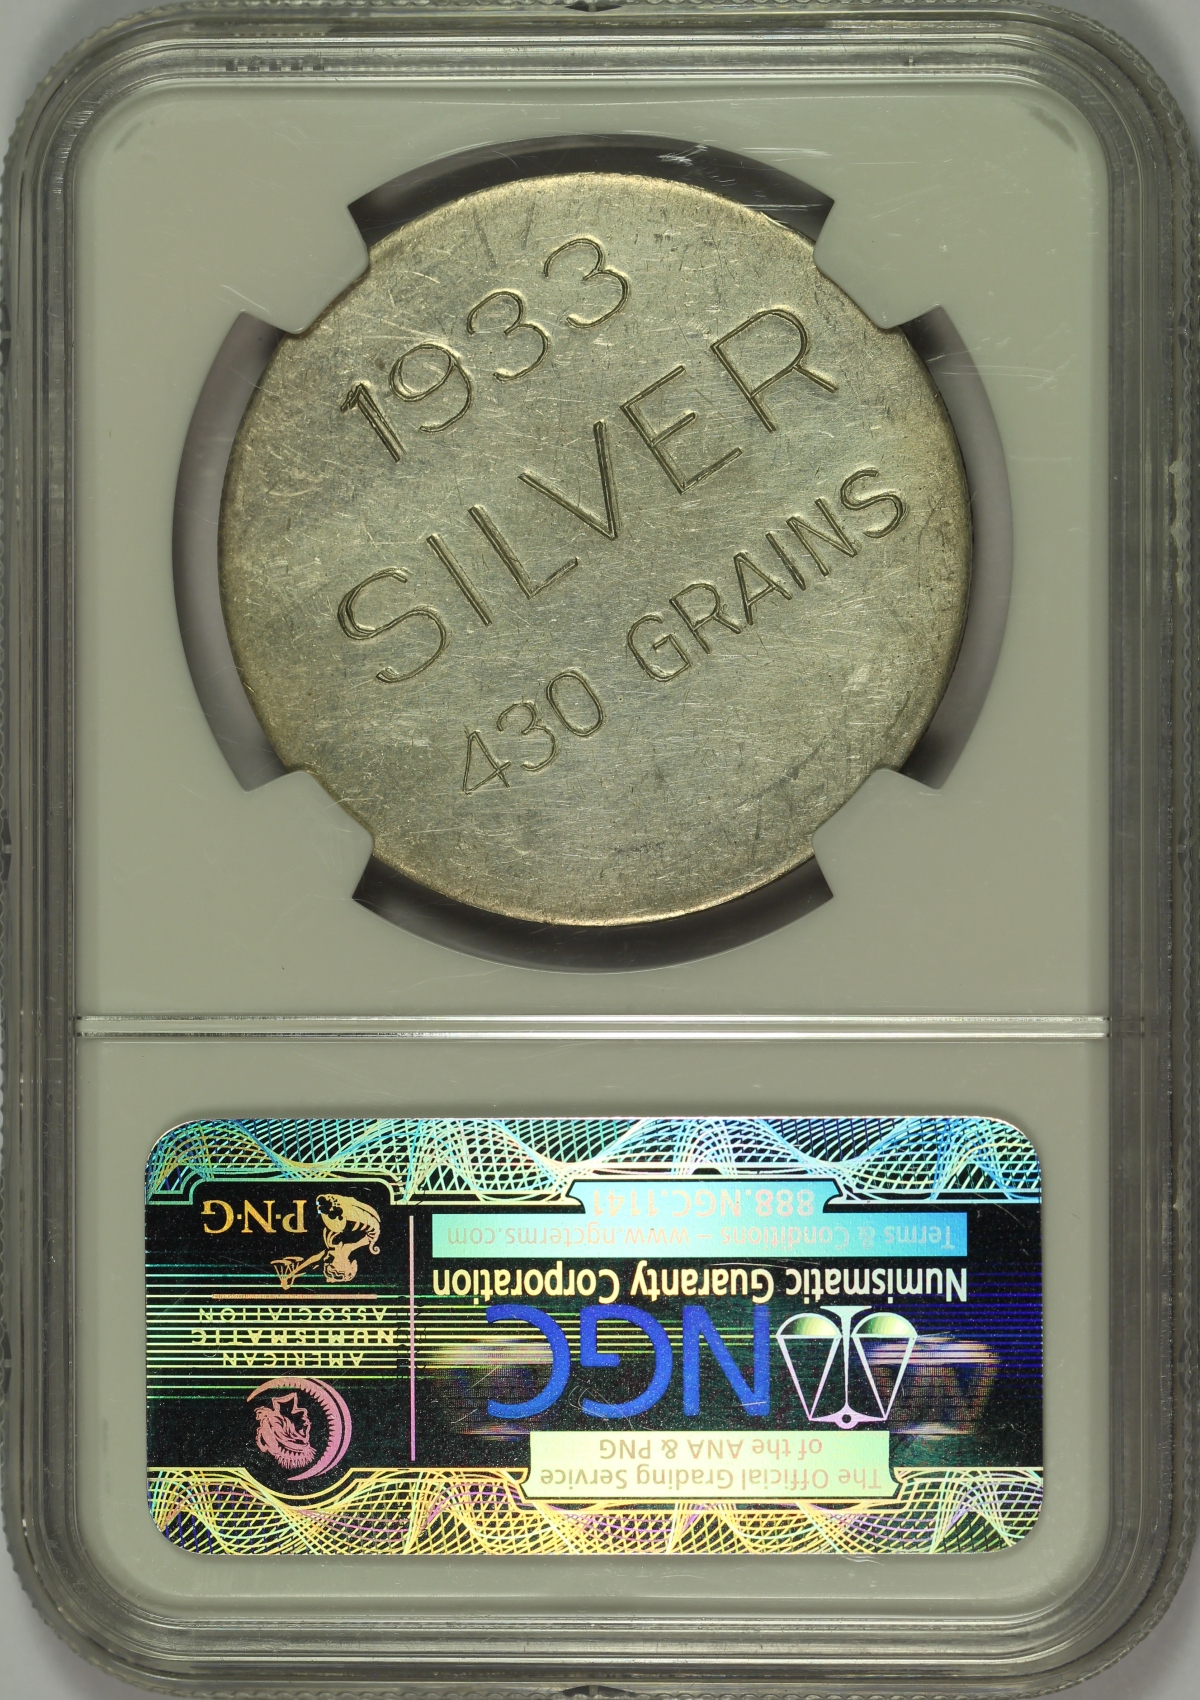 1933
SILVER
430 GRAINS
The Official Grading Service
of the ANA & PNG
NGC
Numismatic Guaranty Corporation
Terms & Conditions – www.ngcterms.com
888.NGC.1141
AMERICAN
NUMISMATIC
ASSOCIATION
P·N·G